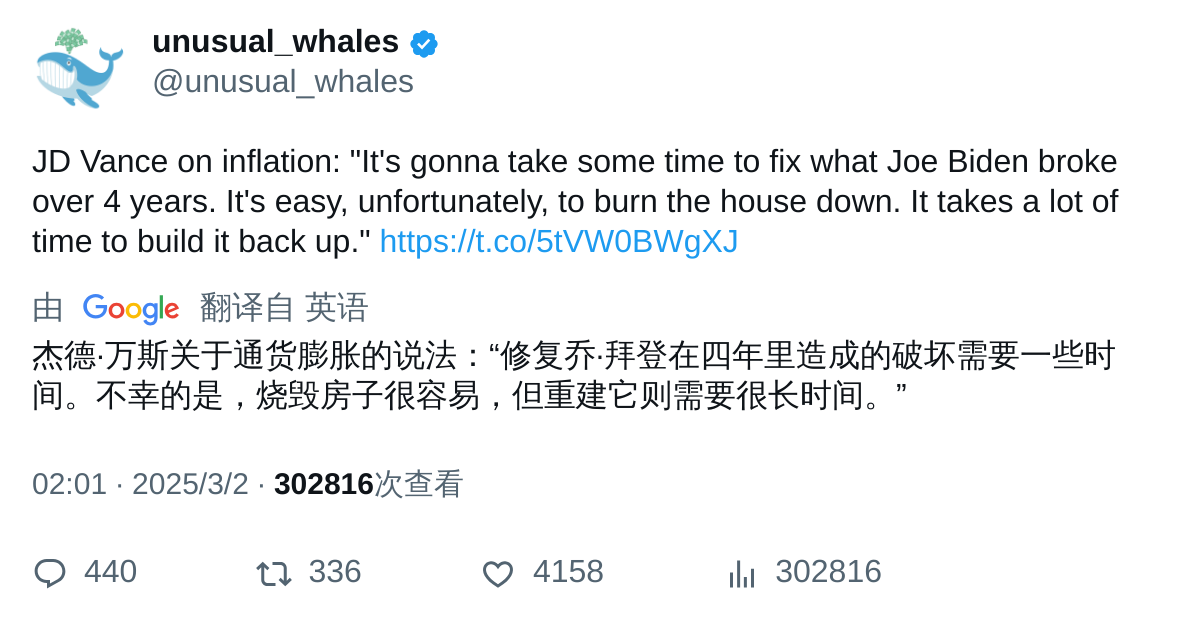 unusual_whales
@unusual_whales
JD Vance on inflation: "It's gonna take some time to fix what Joe Biden broke
over 4 years. It's easy, unfortunately, to burn the house down. It takes a lot of
time to build it back up." https://t.co/5tVW0BWgXJ
由 Google 翻译自 英语
杰德·万斯关于通货膨胀的说法：“修复乔·拜登在四年里造成的破坏需要一些时
间。不幸的是，烧毁房子很容易，但重建它则需要很长时间。”
02:01 · 2025/3/2 · 302816次查看
440 336 4158 302816